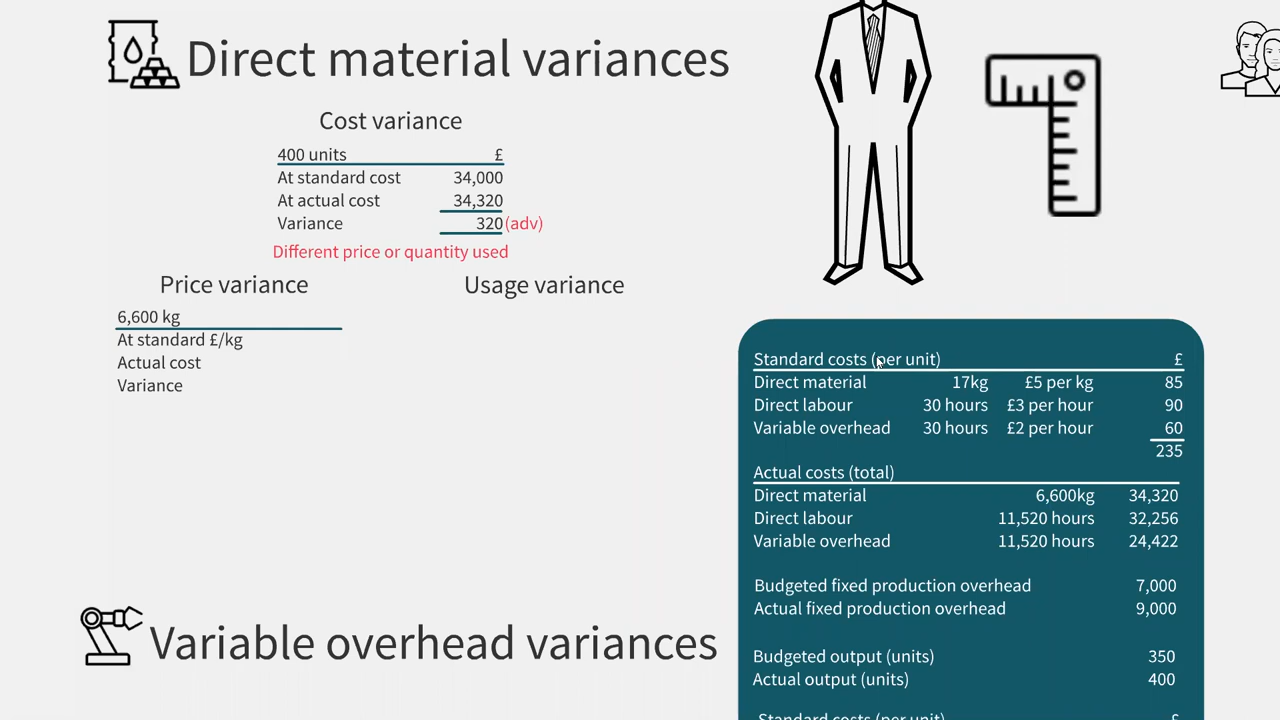 Direct material variances
Cost variance
400 units £
At standard cost 34,000
At actual cost 34,320
Variance 320 (adv)
Different price or quantity used
Price variance Usage variance
6,600 kg
At standard £/kg
Actual cost
Variance
Variable overhead variances
Standard costs (per unit) £
Direct material 17kg £5 per kg 85
Direct labour 30 hours £3 per hour 90
Variable overhead 30 hours £2 per hour 60
235
Actual costs (total)
Direct material 6,600kg 34,320
Direct labour 11,520 hours 32,256
Variable overhead 11,520 hours 24,422
Budgeted fixed production overhead 7,000
Actual fixed production overhead 9,000
Budgeted output (units) 350
Actual output (units) 400
Standard costs (per unit) £